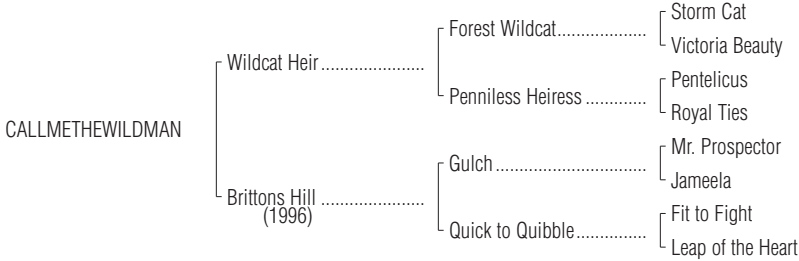 Storm Cat
Forest Wildcat....................
Victoria Beauty
Wildcat Heir ......................
Pentelicus
Penniless Heiress ..............
Royal Ties
CALLMETHEWILDMAN
Mr. Prospector
Gulch.................................
Jameela
Brittons Hill ......................
(1996)
Fit to Fight
Quick to Quibble................
Leap of the Heart